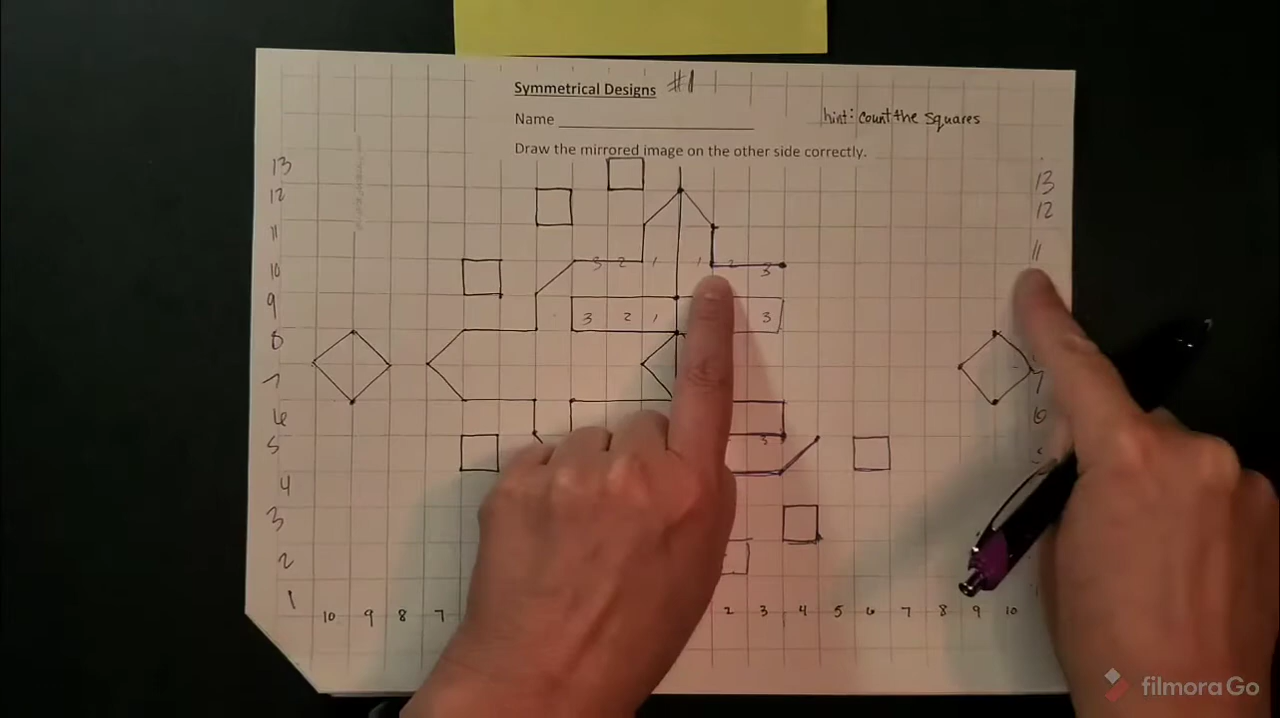 Symmetrical Designs #1
Name
hint: count the squares
Draw the mirrored image on the other side correctly.
13 13
12 12
11 11
10 3 2 1 1 2 3
9
3 2 1 3
8
7 7
6 6
5 3 5
4
3
2
1
10 9 8 7 2 3 4 5 6 7 8 9 10
filmoraGo